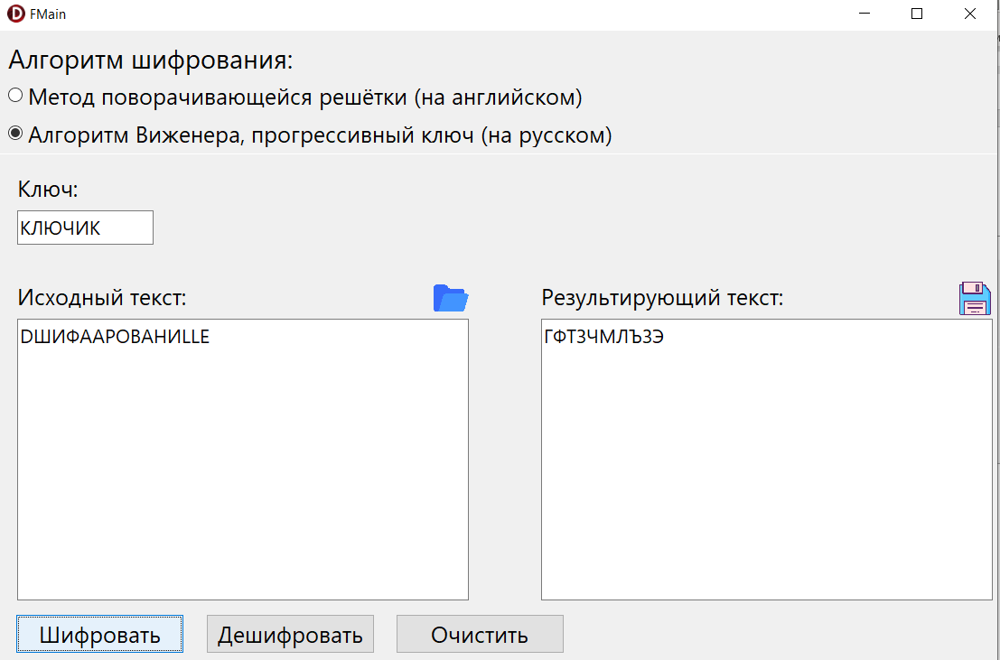 FMain
Алгоритм шифрования:
Метод поворачивающейся решётки (на английском)
Алгоритм Виженера, прогрессивный ключ (на русском)
Ключ:
КЛЮЧИК
Исходный текст:
DШИФААРОВАНИLLE
Результирующий текст:
ГФТЗЧМЛЪЗЭ
Шифровать
Дешифровать
Очистить